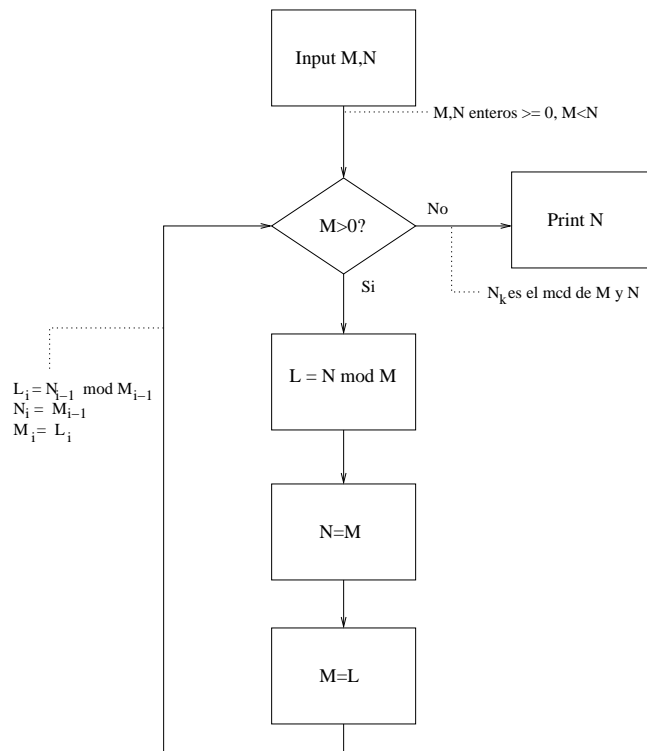 Input M,N
M,N enteros >= 0, M<N
M>0?
No
Print N
Si
N_k es el mcd de M y N
L = N mod M
L_i = N_{i–1} mod M_{i–1}
N_i = M_{i–1}
M_i = L_i
N=M
M=L